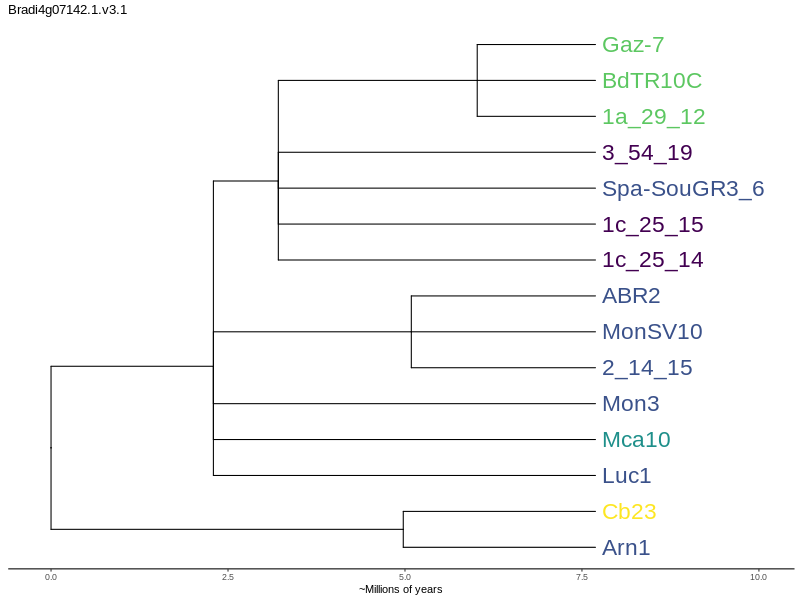 Bradi4g07142.1.v3.1
Gaz-7
BdTR10C
1a_29_12
3_54_19
Spa-SouGR3_6
1c_25_15
1c_25_14
ABR2
MonSV10
2_14_15
Mon3
Mca10
Luc1
Cb23
Arn1
0.0 2.5 5.0 7.5 10.0
~Millions of years